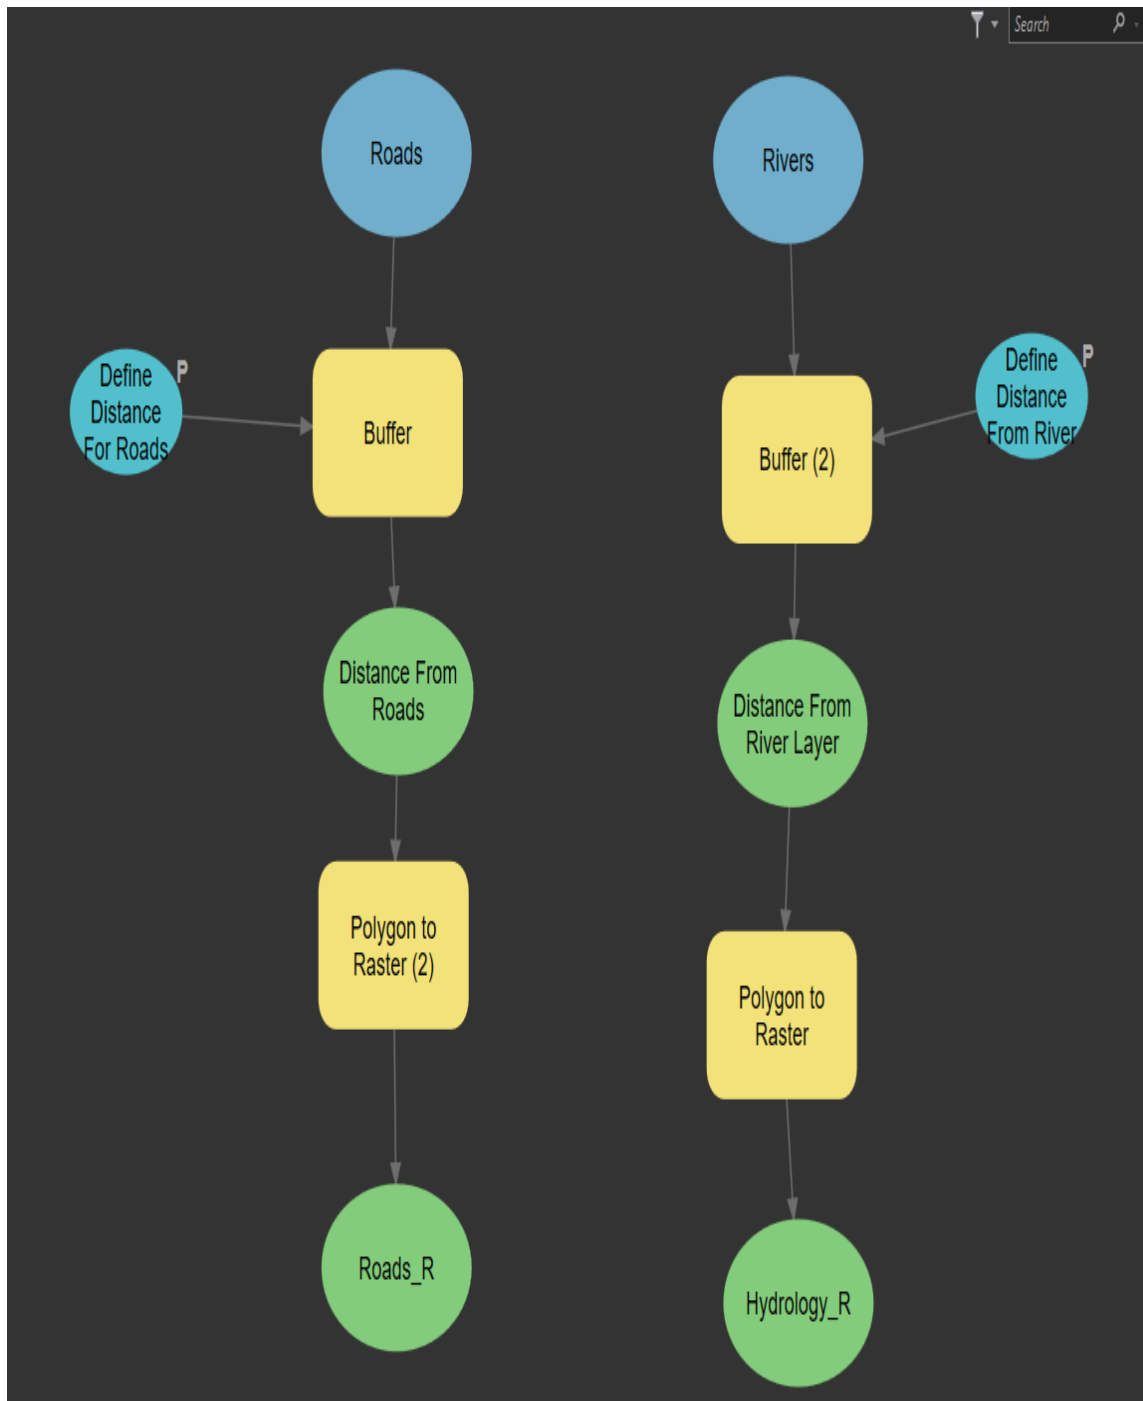 Search
Roads
Rivers
Define
Distance
For Roads
P
Buffer
Define
Distance
From River
P
Buffer (2)
Distance From
Roads
Distance From
River Layer
Polygon to
Raster (2)
Polygon to
Raster
Roads_R
Hydrology_R